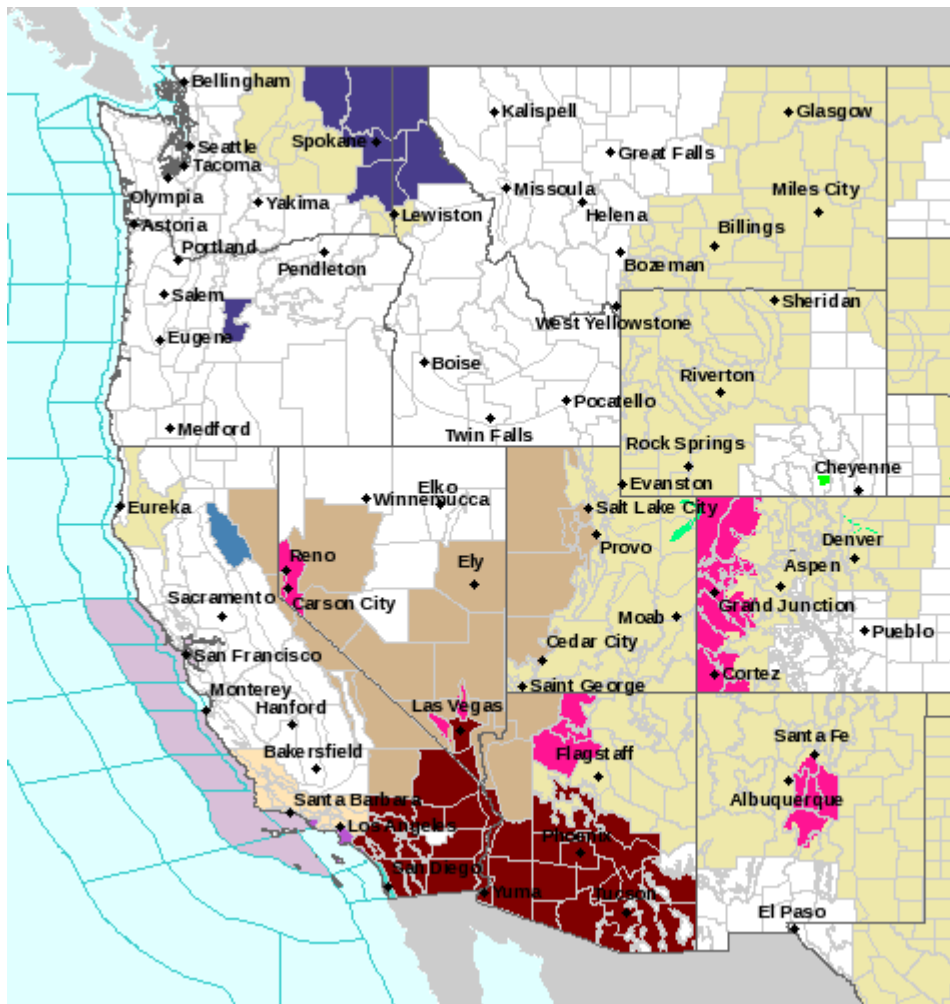 Bellingham
Kalispell
Glasgow
Spokane
Seattle
Great Falls
Tacoma
Olympia
Missoula
Miles City
Yakima
Helena
Lewiston
Astoria
Billings
Portland
Pendleton
Bozeman
Salem
Sheridan
West Yellowstone
Eugene
Boise
Riverton
Pocatello
Medford
Twin Falls
Rock Springs
Cheyenne
Elko
Evanston
Winnemucca
Eureka
Salt Lake City
Provo
Denver
Reno
Ely
Aspen
Sacramento
Carson City
Grand Junction
Moab
Pueblo
San Francisco
Cedar City
Cortez
Saint George
Monterey
Hanford
Las Vegas
Santa Fe
Bakersfield
Flagstaff
Albuquerque
Santa Barbara
Los Angeles
Phoenix
San Diego
Yuma
Tucson
El Paso